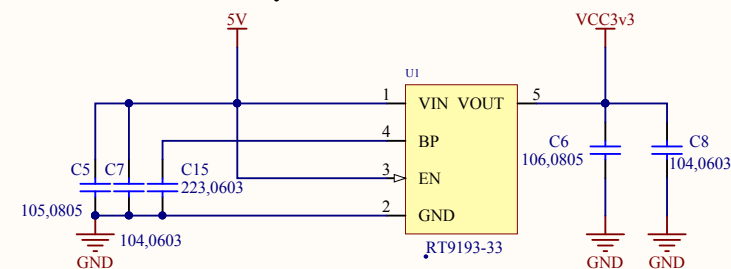 5V
VCC3v3
U1
1
VIN VOUT
5
4
BP
C5
C7
C15
223,0603
3
EN
C6
106,0805
C8
104,0603
105,0805
2
GND
104,0603
RT9193-33
GND
GND
GND